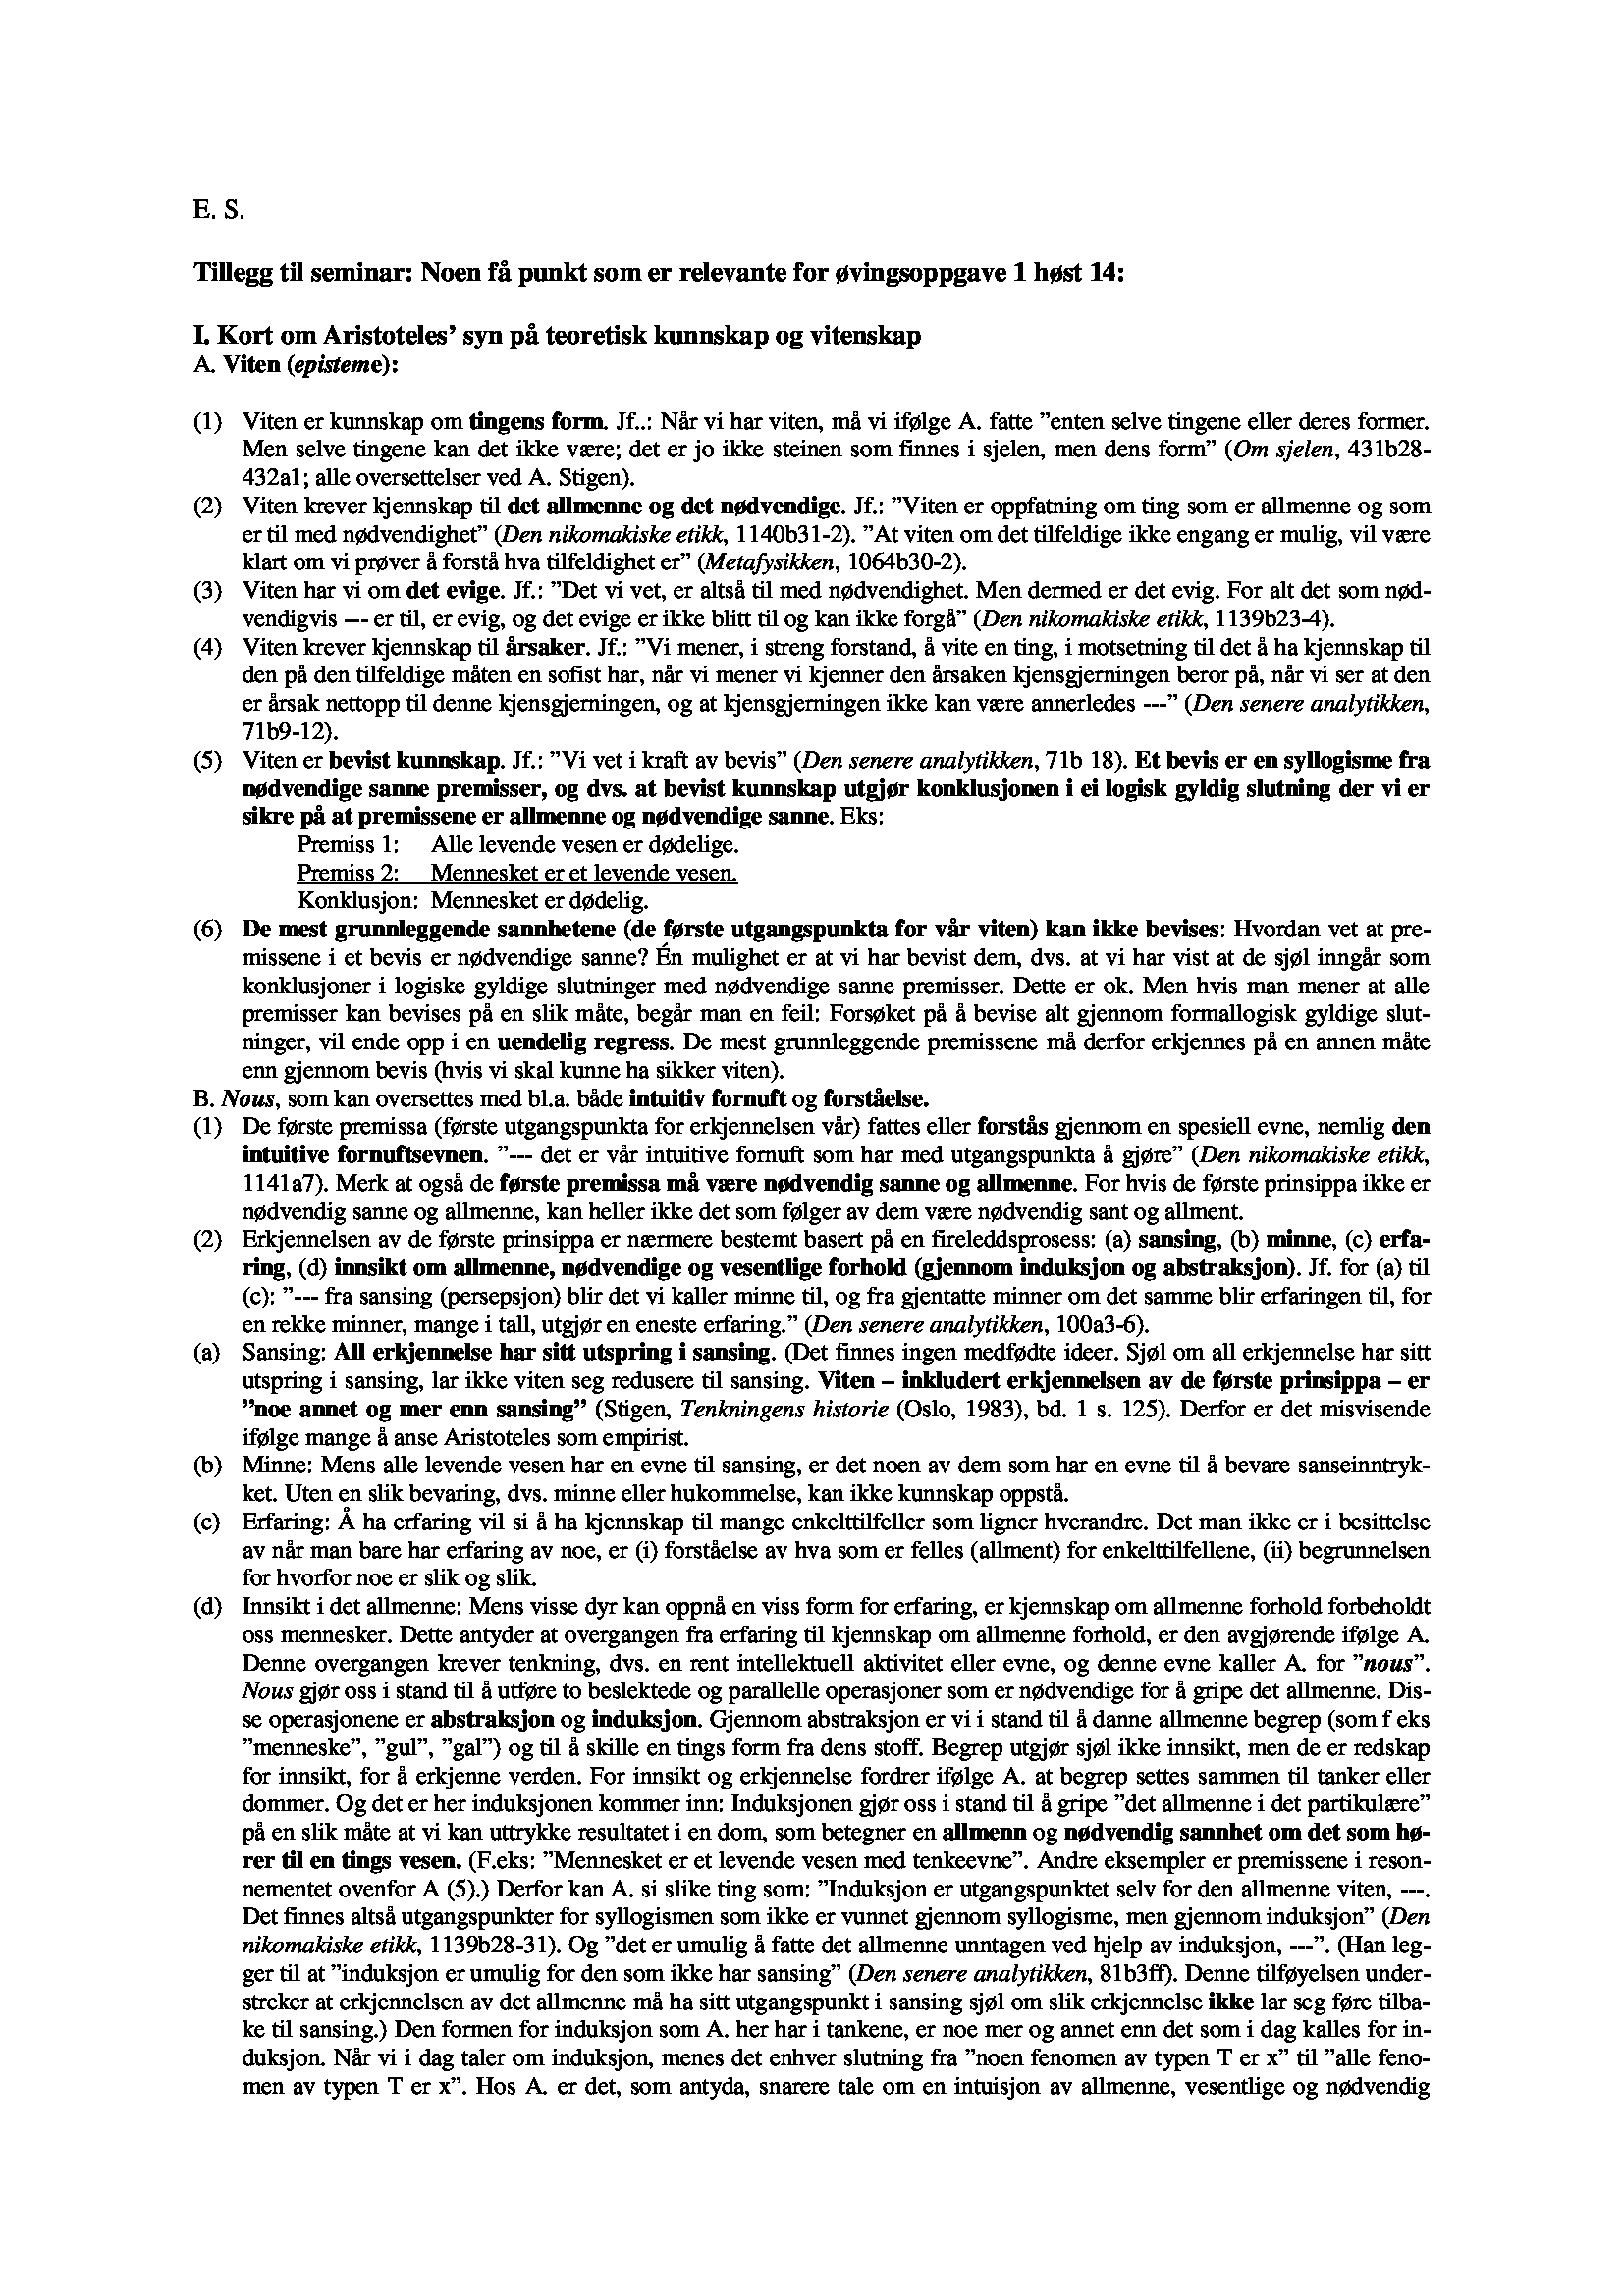 E. S.
Tillegg til seminar: Noen få punkt som er relevante for øvingsoppgave 1 høst 14:
I. Kort om Aristoteles’ syn på teoretisk kunnskap og vitenskap
A. Viten (episteme):
(1) Viten er kunnskap om tingens form. Jf..: Når vi har viten, må vi ifølge A. fatte ”enten selve tingene eller deres former.
Men selve tingene kan det ikke være; det er jo ikke steinen som finnes i sjelen, men dens form” (Om sjelen, 431b28-
432a1; alle oversettelser ved A. Stigen).
(2) Viten krever kjennskap til det allmenne og det nødvendige. Jf.: ”Viten er oppfatning om ting som er allmenne og som
er til med nødvendighet” (Den nikomakiske etikk, 1140b31-2). ”At viten om det tilfeldige ikke engang er mulig, vil være
klart om vi prøver å forstå hva tilfeldighet er” (Metafysikken, 1064b30-2).
(3) Viten har vi om det evige. Jf.: ”Det vi vet, er altså til med nødvendighet. Men dermed er det evig. For alt det som nød-
vendigvis --- er til, er evig, og det evige er ikke blitt til og kan ikke forgå” (Den nikomakiske etikk, 1139b23-4).
(4) Viten krever kjennskap til årsaker. Jf.: ”Vi mener, i streng forstand, å vite en ting, i motsetning til det å ha kjennskap til
den på den tilfeldige måten en sofist har, når vi mener vi kjenner den årsaken kjensgjerningen beror på, når vi ser at den
er årsak nettopp til denne kjensgjerningen, og at kjensgjerningen ikke kan være annerledes ---” (Den senere analytikken,
71b9-12).
(5) Viten er bevist kunnskap. Jf.: ”Vi vet i kraft av bevis” (Den senere analytikken, 71b 18). Et bevis er en syllogisme fra
nødvendige sanne premisser, og dvs. at bevist kunnskap utgjør konklusjonen i ei logisk gyldig slutning der vi er
sikre på at premissene er allmenne og nødvendige sanne. Eks:
Premiss 1: Alle levende vesen er dødelige.
Premiss 2: Mennesket er et levende vesen.
Konklusjon: Mennesket er dødelig.
(6) De mest grunnleggende sannhetene (de første utgangspunkta for vår viten) kan ikke bevises: Hvordan vet at pre-
missene i et bevis er nødvendige sanne? Én mulighet er at vi har bevist dem, dvs. at vi har vist at de sjøl inngår som
konklusjoner i logiske gyldige slutninger med nødvendige sanne premisser. Dette er ok. Men hvis man mener at alle
premisser kan bevises på en slik måte, begår man en feil: Forsøket på å bevise alt gjennom formallogisk gyldige slut-
ninger, vil ende opp i en uendelig regress. De mest grunnleggende premissene må derfor erkjennes på en annen måte
enn gjennom bevis (hvis vi skal kunne ha sikker viten).
B. Nous, som kan oversettes med bl.a. både intuitiv fornuft og forståelse.
(1) De første premissa (første utgangspunkta for erkjennelsen vår) fattes eller forstås gjennom en spesiell evne, nemlig den
intuitive fornuftsevnen. ”--- det er vår intuitive fornuft som har med utgangspunkta å gjøre” (Den nikomakiske etikk,
1141a7). Merk at også de første premissa må være nødvendig sanne og allmenne. For hvis de første prinsippa ikke er
nødvendig sanne og allmenne, kan heller ikke det som følger av dem være nødvendig sant og allment.
(2) Erkjennelsen av de første prinsippa er nærmere bestemt basert på en fireleddsprosess: (a) sansing, (b) minne, (c) erfa-
ring, (d) innsikt om allmenne, nødvendige og vesentlige forhold (gjennom induksjon og abstraksjon). Jf. for (a) til
(c): ”--- fra sansing (persepsjon) blir det vi kaller minne til, og fra gjentatte minner om det samme blir erfaringen til, for
en rekke minner, mange i tall, utgjør en eneste erfaring.” (Den senere analytikken, 100a3-6).
(a) Sansing: All erkjennelse har sitt utspring i sansing. (Det finnes ingen medfødte ideer. Sjøl om all erkjennelse har sitt
utspring i sansing, lar ikke viten seg redusere til sansing. Viten – inkludert erkjennelsen av de første prinsippa – er
”noe annet og mer enn sansing” (Stigen, Tenkningens historie (Oslo, 1983), bd. 1 s. 125). Derfor er det misvisende
ifølge mange å anse Aristoteles som empirist.
(b) Minne: Mens alle levende vesen har en evne til sansing, er det noen av dem som har en evne til å bevare sanseinntryk-
ket. Uten en slik bevaring, dvs. minne eller hukommelse, kan ikke kunnskap oppstå.
(c) Erfaring: Å ha erfaring vil si å ha kjennskap til mange enkelttilfeller som ligner hverandre. Det man ikke er i besittelse
av når man bare har erfaring av noe, er (i) forståelse av hva som er felles (allment) for enkelttilfellene, (ii) begrunnelsen
for hvorfor noe er slik og slik.
(d) Innsikt i det allmenne: Mens visse dyr kan oppnå en viss form for erfaring, er kjennskap om allmenne forhold forbeholdt
oss mennesker. Dette antyder at overgangen fra erfaring til kjennskap om allmenne forhold, er den avgjørende ifølge A.
Denne overgangen krever tenkning, dvs. en rent intellektuell aktivitet eller evne, og denne evne kaller A. for ”nous”.
Nous gjør oss i stand til å utføre to beslektede og parallelle operasjoner som er nødvendige for å gripe det allmenne. Dis-
se operasjonene er abstraksjon og induksjon. Gjennom abstraksjon er vi i stand til å danne allmenne begrep (som f eks
”menneske”, ”gul”, ”gal”) og til å skille en tings form fra dens stoff. Begrep utgjør sjøl ikke innsikt, men de er redskap
for innsikt, for å erkjenne verden. For innsikt og erkjennelse fordrer ifølge A. at begrep settes sammen til tanker eller
dommer. Og det er her induksjonen kommer inn: Induksjonen gjør oss i stand til å gripe ”det allmenne i det partikulære”
på en slik måte at vi kan uttrykke resultatet i en dom, som betegner en allmenn og nødvendig sannhet om det som hø-
rer til en tings vesen. (F.eks: ”Mennesket er et levende vesen med tenkeevne”. Andre eksempler er premissene i reson-
nementet ovenfor A (5).) Derfor kan A. si slike ting som: ”Induksjon er utgangspunktet selv for den allmenne viten, ---.
Det finnes altså utgangspunkter for syllogismen som ikke er vunnet gjennom syllogisme, men gjennom induksjon” (Den
nikomakiske etikk, 1139b28-31). Og ”det er umulig å fatte det allmenne unntagen ved hjelp av induksjon, ---”. (Han leg-
ger til at ”induksjon er umulig for den som ikke har sansing” (Den senere analytikken, 81b3ff). Denne tilføyelsen under-
streker at erkjennelsen av det allmenne må ha sitt utgangspunkt i sansing sjøl om slik erkjennelse ikke lar seg føre tilba-
ke til sansing.) Den formen for induksjon som A. her har i tankene, er noe mer og annet enn det som i dag kalles for in-
duksjon. Når vi i dag taler om induksjon, menes det enhver slutning fra ”noen fenomen av typen T er x” til ”alle feno-
men av typen T er x”. Hos A. er det, som antyda, snarere tale om en intuisjon av allmenne, vesentlige og nødvendig